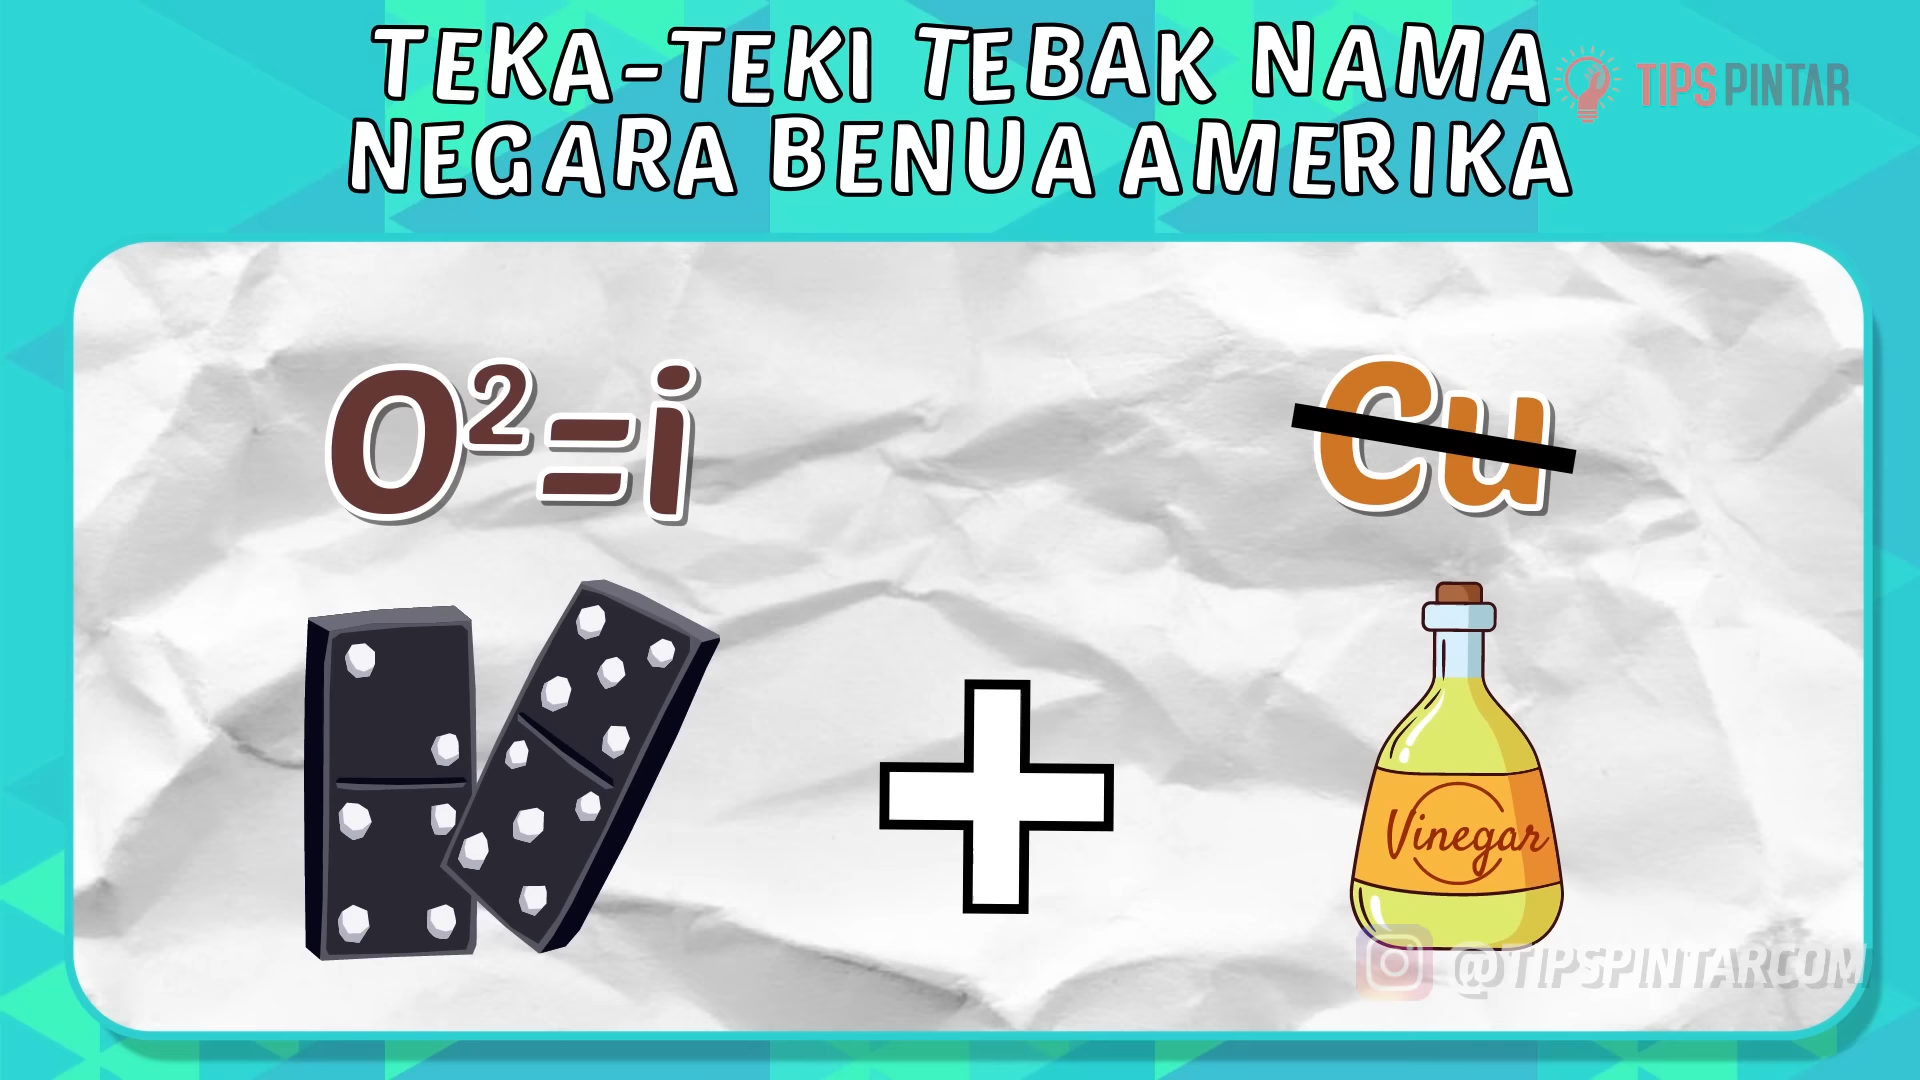 TEKA-TEKI TEBAK NAMA
NEGARA BENUA AMERIKA
TIPS PINTAR
O²=i
Cu
Vinegar
@TIPSPINTARCOM